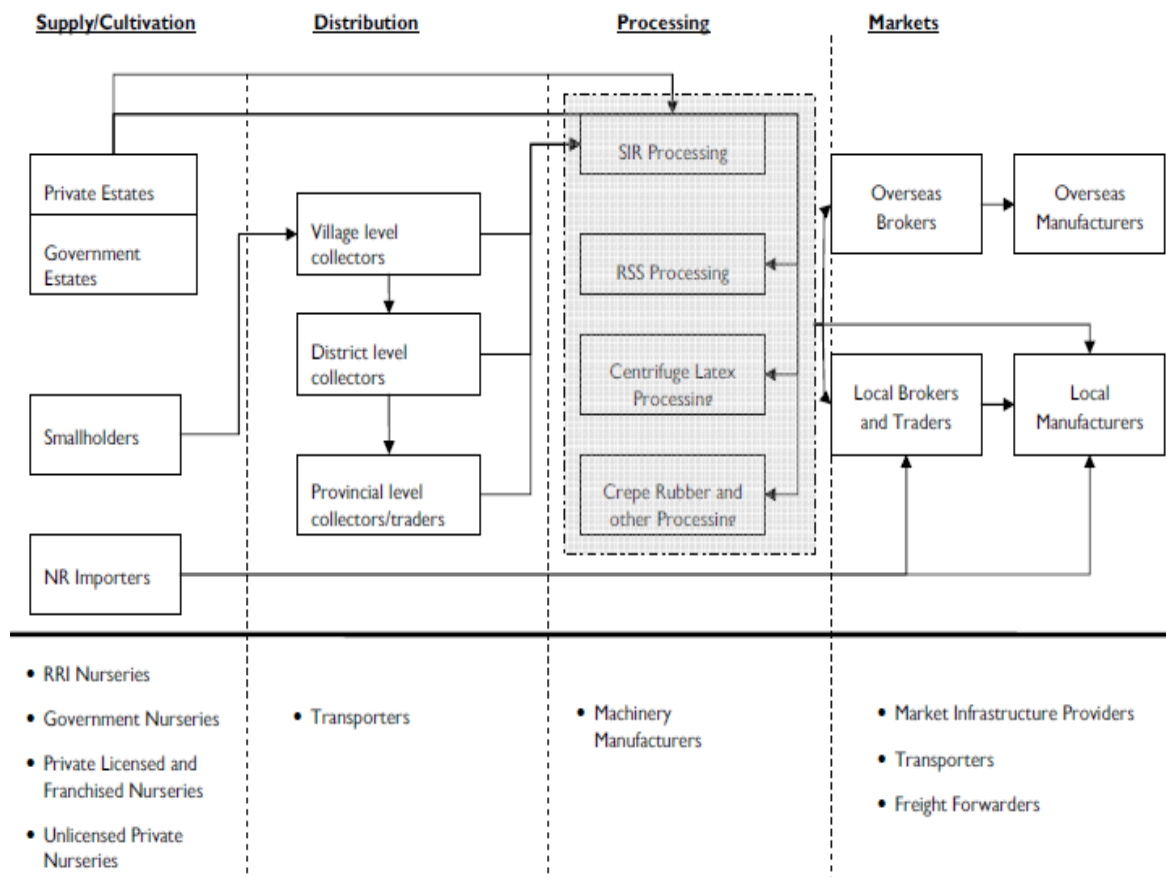 Supply/Cultivation
Distribution
Processing
Markets
Private Estates
Government
Estates
Smallholders
NR Importers
Village level
collectors
District level
collectors
Provincial level
collectors/traders
SIR Processing
RSS Processing
Centrifuge Latex
Processing
Crepe Rubber and
other Processing
Overseas
Brokers
Overseas
Manufacturers
Local Brokers
and Traders
Local
Manufacturers
• RRI Nurseries
• Government Nurseries
• Private Licensed and
Franchised Nurseries
• Unlicensed Private
Nurseries
• Transporters
• Machinery
Manufacturers
• Market Infrastructure Providers
• Transporters
• Freight Forwarders